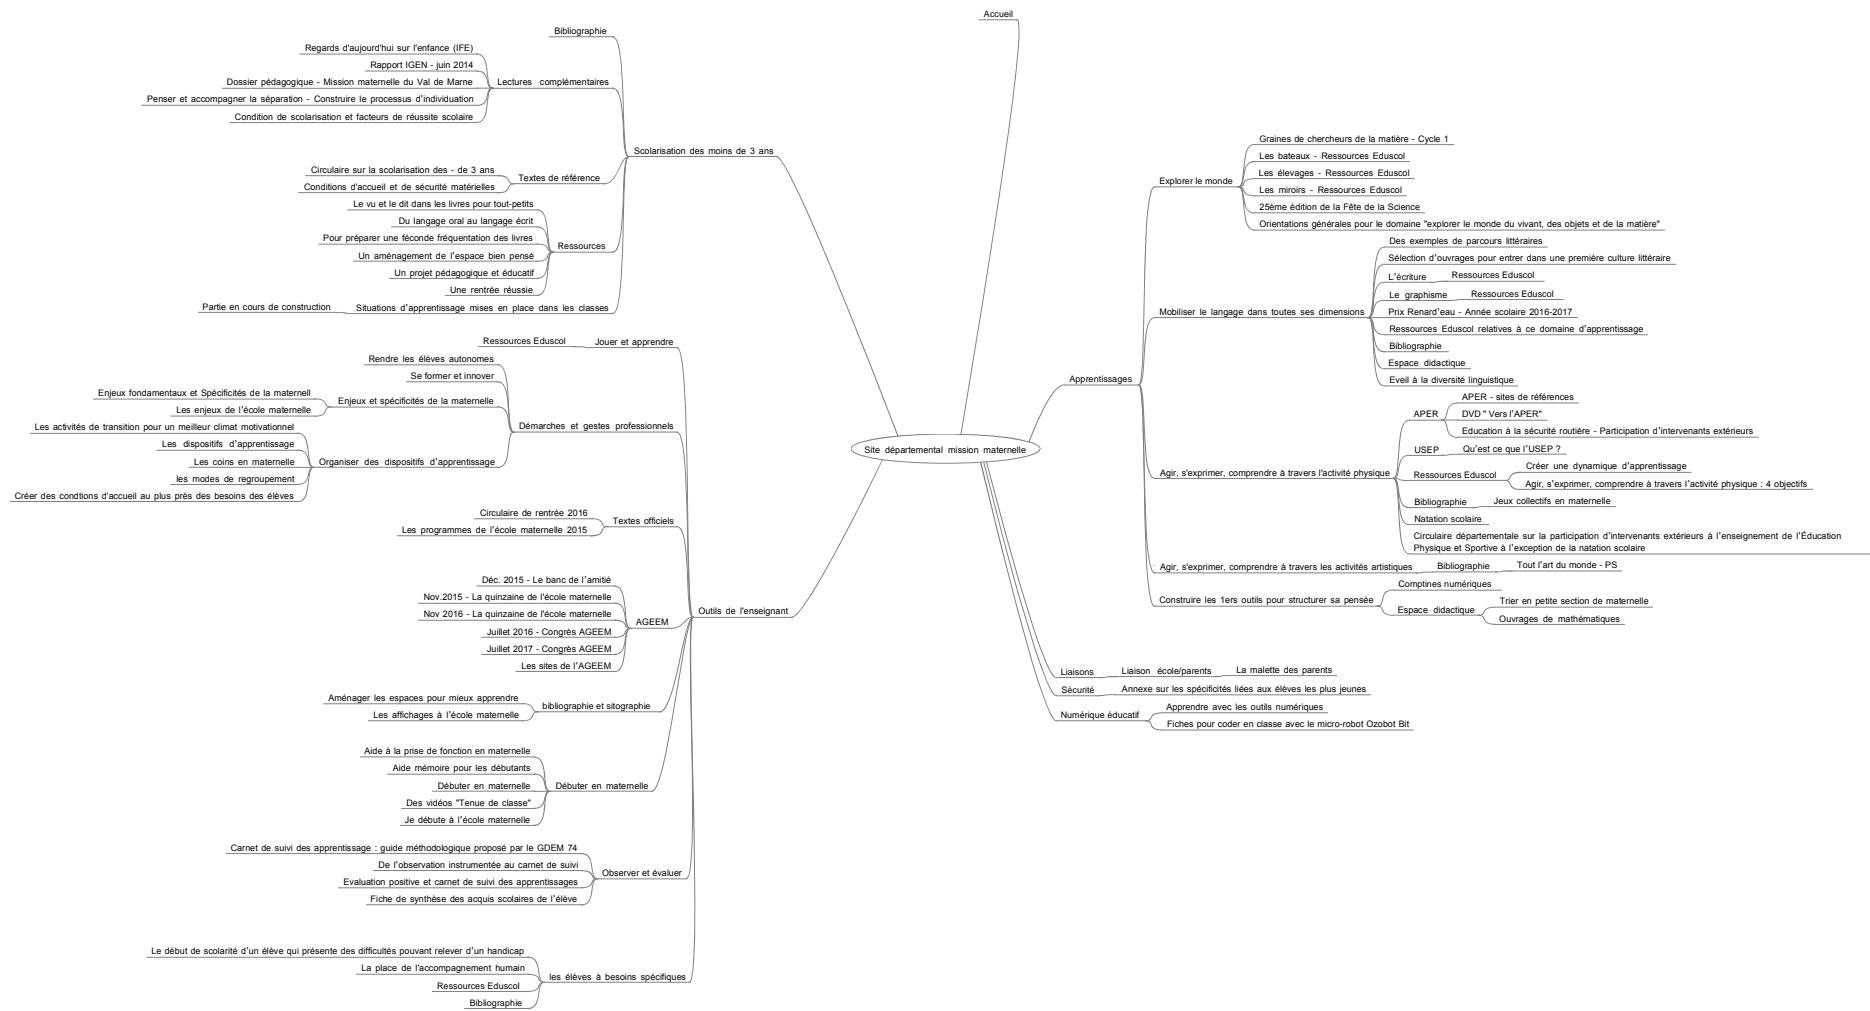 Accueil
Bibliographie
Regards d'aujourd'hui sur l'enfance (IFE)
Rapport IGEN - juin 2014
Dossier pédagogique - Mission maternelle du Val de Marne
Penser et accompagner la séparation - Construire le processus d'individuation
Condition de scolarisation et facteurs de réussite scolaire
Lectures complémentaires
Scolarisation des moins de 3 ans
Circulaire sur la scolarisation des - de 3 ans
Conditions d'accueil et de sécurité matérielles
Textes de référence
Le vu et le dit dans les livres pour tout-petits
Du langage oral au langage écrit
Pour préparer une féconde fréquentation des livres
Un aménagement de l'espace bien pensé
Un projet pédagogique et éducatif
Une rentrée réussie
Ressources
Partie en cours de construction
Situations d'apprentissage mises en place dans les classes
Ressources Eduscol
Jouer et apprendre
Rendre les élèves autonomes
Se former et innover
Enjeux fondamentaux et Spécificités de la maternell
Les enjeux de l'école maternelle
Enjeux et spécificités de la maternelle
Démarches et gestes professionnels
Les activités de transition pour un meilleur climat motivationnel
Les dispositifs d'apprentissage
Les coins en maternelle
les modes de regroupement
Créer des condtions d'accueil au plus près des besoins des élèves
Organiser des dispositifs d'apprentissage
Circulaire de rentrée 2016
Les programmes de l'école maternelle 2015
Textes officiels
Déc. 2015 - Le banc de l'amitié
Nov.2015 - La quinzaine de l'école maternelle
Nov 2016 - La quinzaine de l'école maternelle
Juillet 2016 - Congrès AGEEM
Juillet 2017 - Congrès AGEEM
Les sites de l'AGEEM
AGEEM
Outils de l'enseignant
Aménager les espaces pour mieux apprendre
Les affichages à l'école maternelle
bibliographie et sitographie
Aide à la prise de fonction en maternelle
Aide mémoire pour les débutants
Débuter en maternelle
Des vidéos "Tenue de classe"
Je débute à l'école maternelle
Débuter en maternelle
Carnet de suivi des apprentissage : guide méthodologique proposé par le GDEM 74
De l'observation instrumentée au carnet de suivi
Evaluation positive et carnet de suivi des apprentissages
Fiche de synthèse des acquis scolaires de l'élève
Observer et évaluer
Le début de scolarité d'un élève qui présente des difficultés pouvant relever d'un handicap
La place de l'accompagnement humain
Ressources Eduscol
Bibliographie
les élèves à besoins spécifiques
Site départemental mission maternelle
Apprentissages
Explorer le monde
Graines de chercheurs de la matière - Cycle 1
Les bateaux - Ressources Eduscol
Les élevages - Ressources Eduscol
Les miroirs - Ressources Eduscol
25ème édition de la Fête de la Science
Orientations générales pour le domaine "explorer le monde du vivant, des objets et de la matière"
Mobiliser le langage dans toutes ses dimensions
Des exemples de parcours littéraires
Sélection d'ouvrages pour entrer dans une première culture littéraire
L'écriture
Ressources Eduscol
Le graphisme
Ressources Eduscol
Prix Renard'eau - Année scolaire 2016-2017
Ressources Eduscol relatives à ce domaine d'apprentissage
Bibliographie
Espace didactique
Eveil à la diversité linguistique
Agir, s'exprimer, comprendre à travers l'activité physique
APER
APER - sites de références
DVD " Vers l'APER"
Education à la sécurité routière - Participation d'intervenants extérieurs
USEP
Qu'est ce que l'USEP ?
Ressources Eduscol
Créer une dynamique d'apprentissage
Agir, s'exprimer, comprendre à travers l'activité physique : 4 objectifs
Bibliographie
Jeux collectifs en maternelle
Natation scolaire
Circulaire départementale sur la participation d'intervenants extérieurs à l'enseignement de l'Éducation
Physique et Sportive à l'exception de la natation scolaire
Agir, s'exprimer, comprendre à travers les activités artistiques
Bibliographie
Tout l'art du monde - PS
Construire les 1ers outils pour structurer sa pensée
Comptines numériques
Espace didactique
Trier en petite section de maternelle
Ouvrages de mathématiques
Liaisons
Liaison école/parents
La malette des parents
Sécurité
Annexe sur les spécificités liées aux élèves les plus jeunes
Numérique éducatif
Apprendre avec les outils numériques
Fiches pour coder en classe avec le micro-robot Ozobot Bit